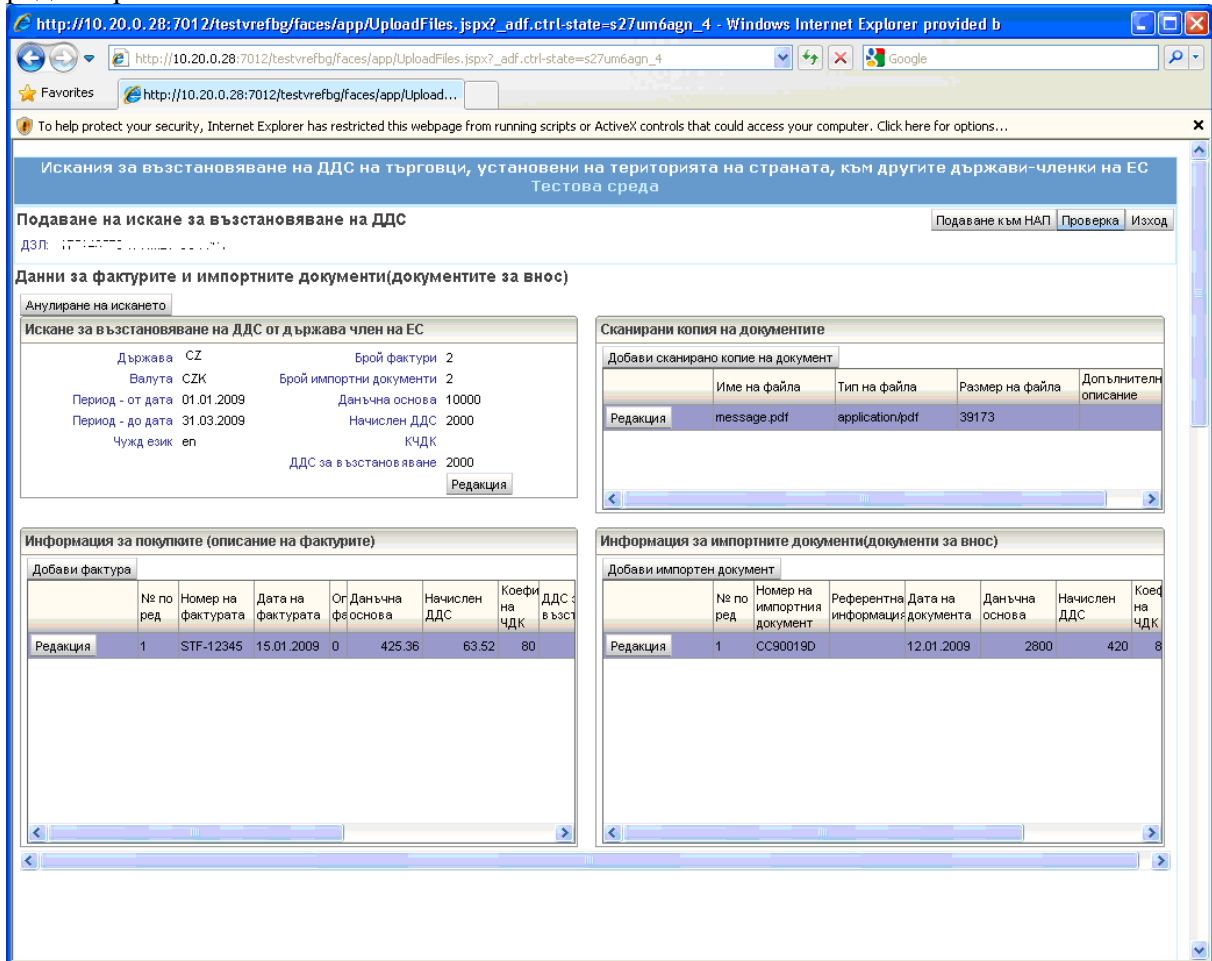 http://10.20.0.28:7012/testvrefbg/faces/app/UploadFiles.jspx?_adf.ctrl-state=s27um6agn_4 - Windows Internet Explorer provided b
http://10.20.0.28:7012/testvrefbg/faces/app/UploadFiles.jspx?_adf.ctrl-state=s27um6agn_4
Google
Favorites
http://10.20.0.28:7012/testvrefbg/faces/app/Upload...
To help protect your security, Internet Explorer has restricted this webpage from running scripts or ActiveX controls that could access your computer. Click here for options...
Искания за възстановяване на ДДС на търговци, установени на територията на страната, към другите държави-членки на ЕС
Тестова среда
Подаване на искане за възстановяване на ДДС
Подаване към НАП Проверка Изход
ДЗЛ:
Данни за фактурите и импортните документи(документите за внос)
Анулиране на искането
Искане за възстановяване на ДДС от държава член на ЕС
Държава CZ Брой фактури 2
Валута CZK Брой импортни документи 2
Период - от дата 01.01.2009 Данъчна основа 10000
Период - до дата 31.03.2009 Начислен ДДС 2000
Чужд език en КЧДК
ДДС за възстановяване 2000
Редакция
Сканирани копия на документите
Добави сканирано копие на документ
Име на файла Тип на файла Размер на файла Допълнителн
описание
Редакция message.pdf application/pdf 39173
Информация за покупките (описание на фактурите)
Добави фактура
№ по ред Номер на фактурата Дата на фактурата Оп фа Данъчна основа Начислен ДДС Коефи на ЧДК ДДС з възст
Редакция 1 STF-12345 15.01.2009 0 425.36 63.52 80
Информация за импортните документи(документи за внос)
Добави импортен документ
№ по ред Номер на импортния документ Референтна информация Дата на документа Данъчна основа Начислен ДДС Коеф на ЧДК
Редакция 1 CC90019D 12.01.2009 2800 420 8